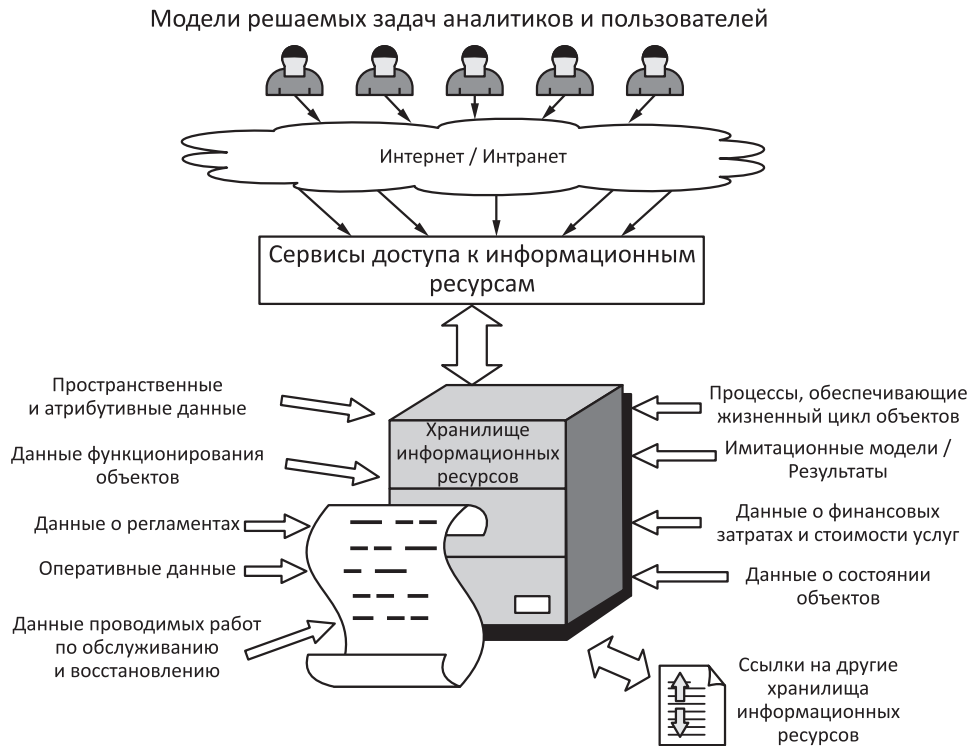 Модели решаемых задач аналитиков и пользователей
Интернет / Интранет
Сервисы доступа к информационным
ресурсам
Пространственные
и атрибутивные данные
Данные функционирования
объектов
Данные о регламентах
Оперативные данные
Данные проводимых работ
по обслуживанию
и восстановлению
Хранилище
информационных
ресурсов
Процессы, обеспечивающие
жизненный цикл объектов
Имитационные модели /
Результаты
Данные о финансовых
затратах и стоимости услуг
Данные о состоянии
объектов
Ссылки на другие
хранилища
информационных
ресурсов